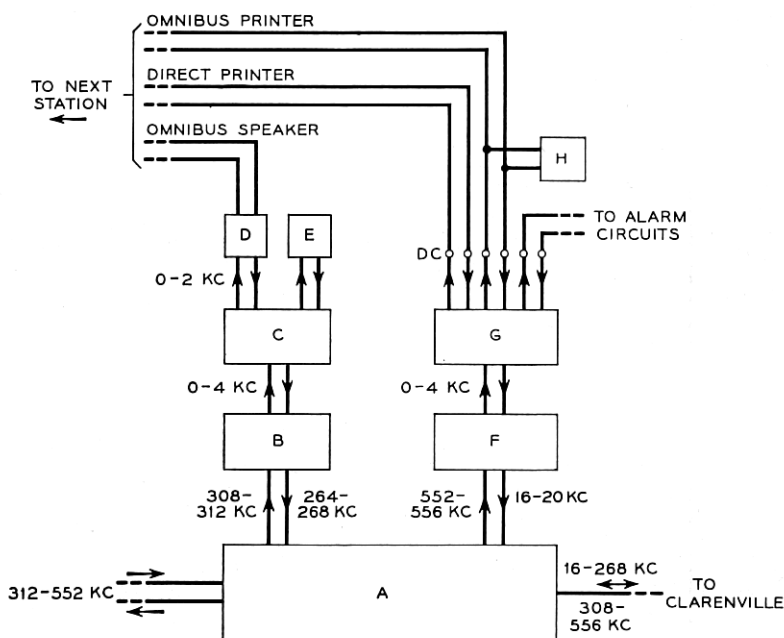 OMNIBUS PRINTER
DIRECT PRINTER
TO NEXT
STATION
OMNIBUS SPEAKER
H
D
E
TO ALARM
CIRCUITS
DC
0-2 KC
C
G
0-4 KC
0-4 KC
B
F
308-
312 KC
264-
268 KC
552-
556 KC
16-20 KC
312-552 KC
A
16-268 KC
308-
556 KC
TO
CLARENVILLE